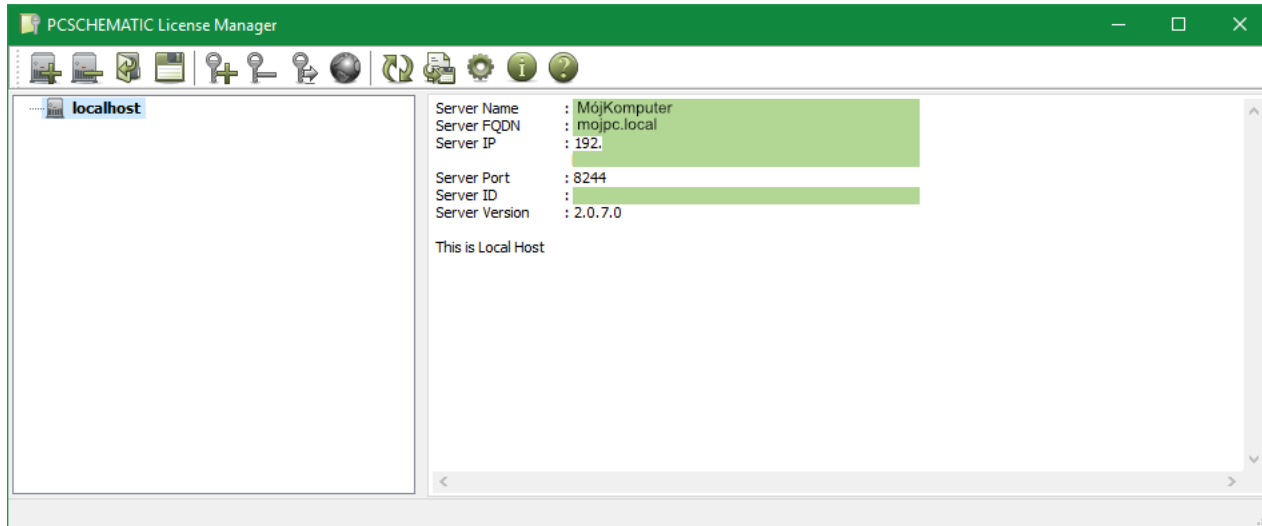 PCSCHEMATIC License Manager
localhost
Server Name : MójKomputer
Server FQDN : mojpc.local
Server IP : 192.
Server Port : 8244
Server ID :
Server Version : 2.0.7.0
This is Local Host